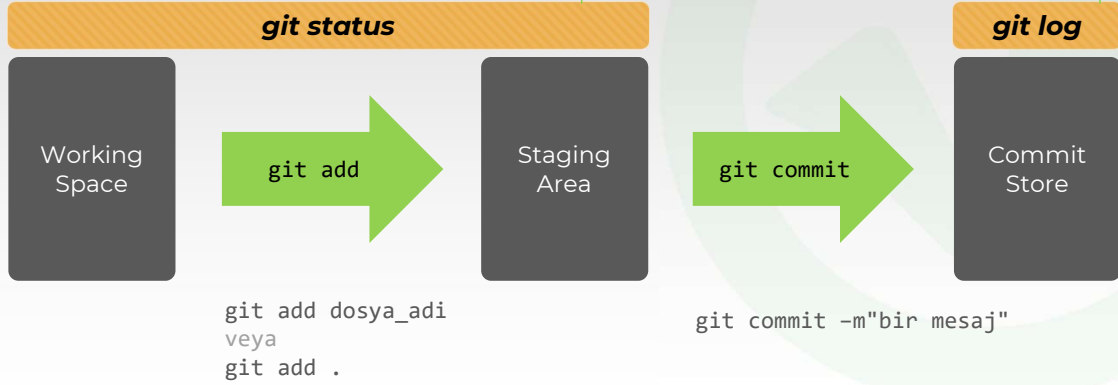 git status
git log
Working
Space
git add
Staging
Area
git commit
Commit
Store
git add dosya_adi
veya
git add .
git commit –m"bir mesaj"